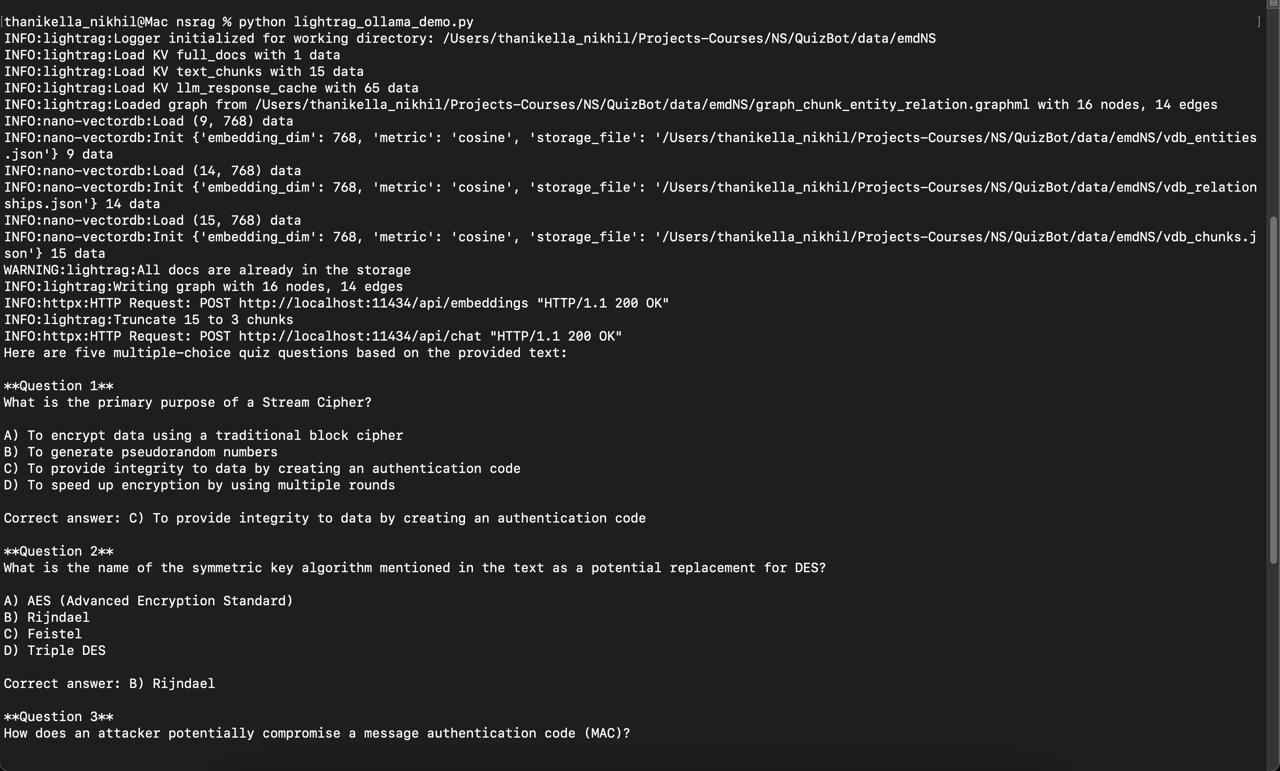 [thanikella_nikhil@Mac nsrag % python lightrag_ollama_demo.py ]
INFO:lightrag:Logger initialized for working directory: /Users/thanikella_nikhil/Projects-Courses/NS/QuizBot/data/emdNS
INFO:lightrag:Load KV full_docs with 1 data
INFO:lightrag:Load KV text_chunks with 15 data
INFO:lightrag:Load KV llm_response_cache with 65 data
INFO:lightrag:Loaded graph from /Users/thanikella_nikhil/Projects-Courses/NS/QuizBot/data/emdNS/graph_chunk_entity_relation.graphml with 16 nodes, 14 edges
INFO:nano-vectordb:Load (9, 768) data
INFO:nano-vectordb:Init {'embedding_dim': 768, 'metric': 'cosine', 'storage_file': '/Users/thanikella_nikhil/Projects-Courses/NS/QuizBot/data/emdNS/vdb_entities
.json'} 9 data
INFO:nano-vectordb:Load (14, 768) data
INFO:nano-vectordb:Init {'embedding_dim': 768, 'metric': 'cosine', 'storage_file': '/Users/thanikella_nikhil/Projects-Courses/NS/QuizBot/data/emdNS/vdb_relation
ships.json'} 14 data
INFO:nano-vectordb:Load (15, 768) data
INFO:nano-vectordb:Init {'embedding_dim': 768, 'metric': 'cosine', 'storage_file': '/Users/thanikella_nikhil/Projects-Courses/NS/QuizBot/data/emdNS/vdb_chunks.j
son'} 15 data
WARNING:lightrag:All docs are already in the storage
INFO:lightrag:Writing graph with 16 nodes, 14 edges
INFO:httpx:HTTP Request: POST http://localhost:11434/api/embeddings "HTTP/1.1 200 OK"
INFO:lightrag:Truncate 15 to 3 chunks
INFO:httpx:HTTP Request: POST http://localhost:11434/api/chat "HTTP/1.1 200 OK"
Here are five multiple-choice quiz questions based on the provided text:

**Question 1**
What is the primary purpose of a Stream Cipher?

A) To encrypt data using a traditional block cipher
B) To generate pseudorandom numbers
C) To provide integrity to data by creating an authentication code
D) To speed up encryption by using multiple rounds

Correct answer: C) To provide integrity to data by creating an authentication code

**Question 2**
What is the name of the symmetric key algorithm mentioned in the text as a potential replacement for DES?

A) AES (Advanced Encryption Standard)
B) Rijndael
C) Feistel
D) Triple DES

Correct answer: B) Rijndael

**Question 3**
How does an attacker potentially compromise a message authentication code (MAC)?